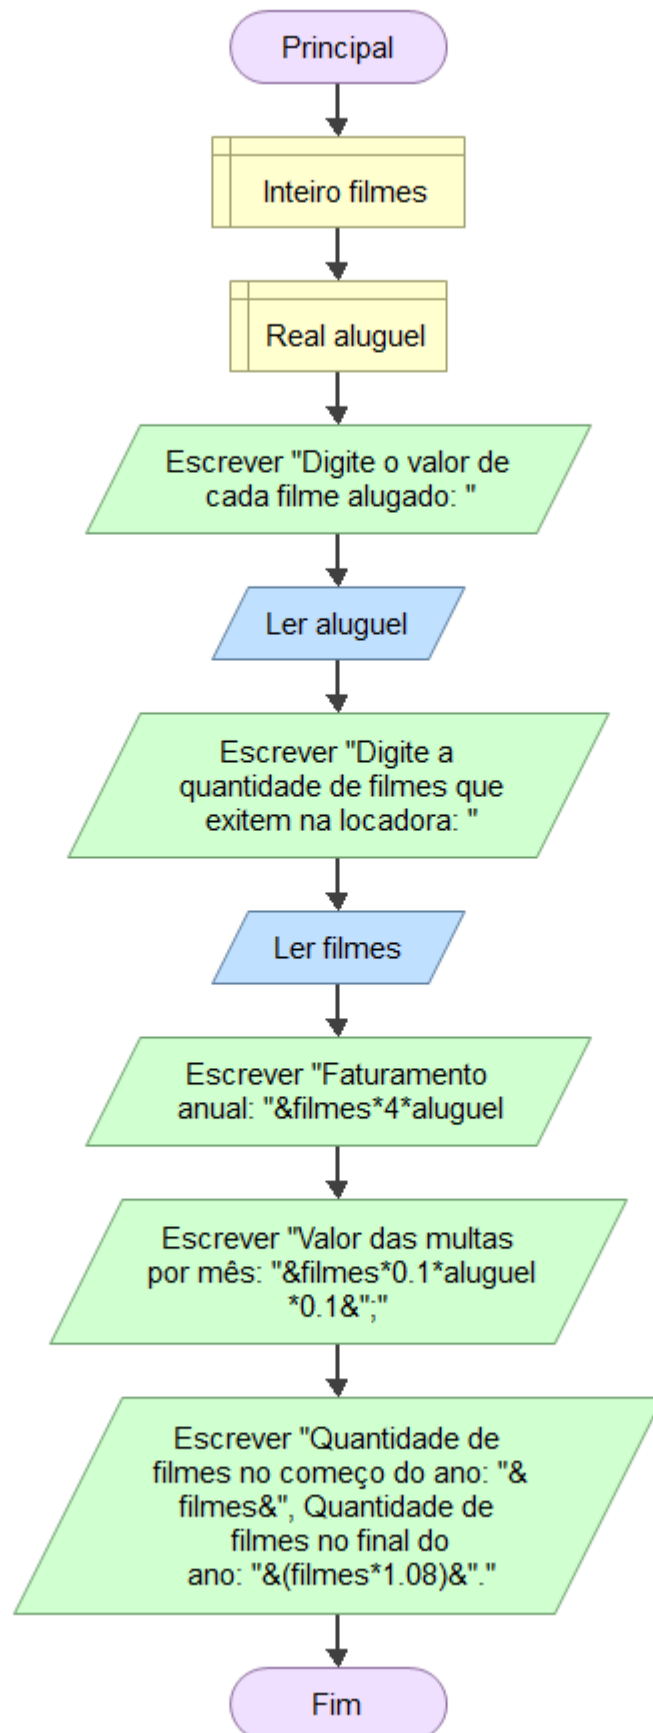 Principal
Inteiro filmes
Real aluguel
Escrever "Digite o valor de
cada filme alugado: "
Ler aluguel
Escrever "Digite a
quantidade de filmes que
exitem na locadora: "
Ler filmes
Escrever "Faturamento
anual: "&filmes*4*aluguel
Escrever "Valor das multas
por mês: "&filmes*0.1*aluguel
*0.1&";"
Escrever "Quantidade de
filmes no começo do ano: "&
filmes&", Quantidade de
filmes no final do
ano: "&(filmes*1.08)&"."
Fim